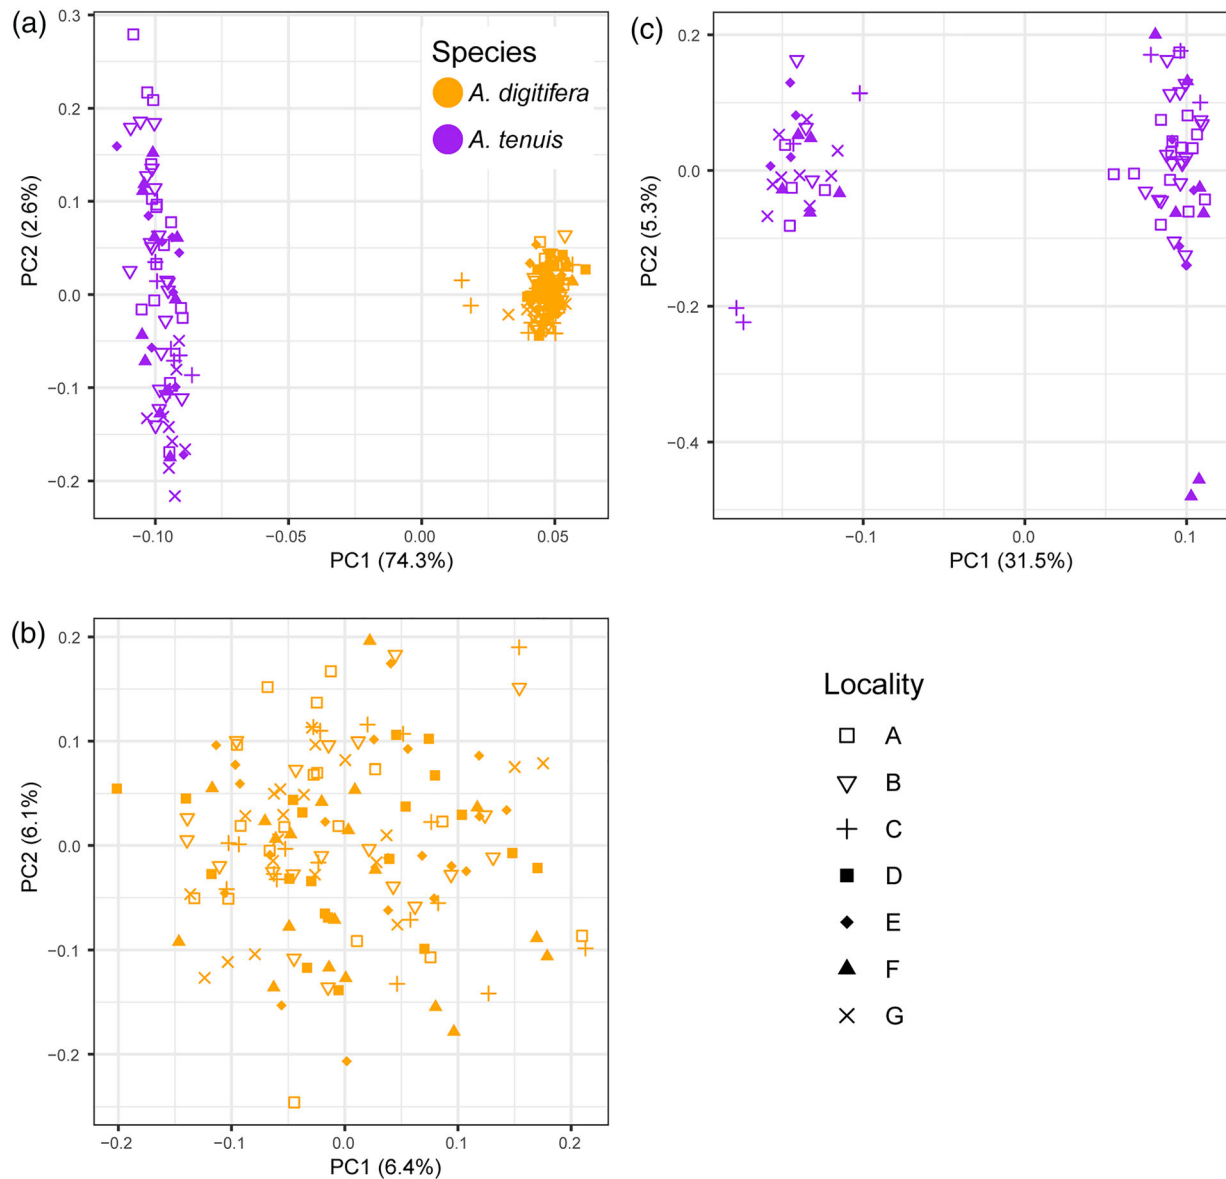 (a)
Species
A. digitifera
A. tenuis
0.3
0.2
0.1
0.0
−0.1
−0.2
PC2 (2.6%)
−0.10
−0.05
0.00
0.05
PC1 (74.3%)
(c)
0.2
0.0
−0.2
−0.4
PC2 (5.3%)
−0.1
0.0
0.1
PC1 (31.5%)
(b)
0.2
0.1
0.0
−0.1
−0.2
PC2 (6.1%)
−0.2
−0.1
0.0
0.1
0.2
PC1 (6.4%)
Locality
A
B
C
D
E
F
G